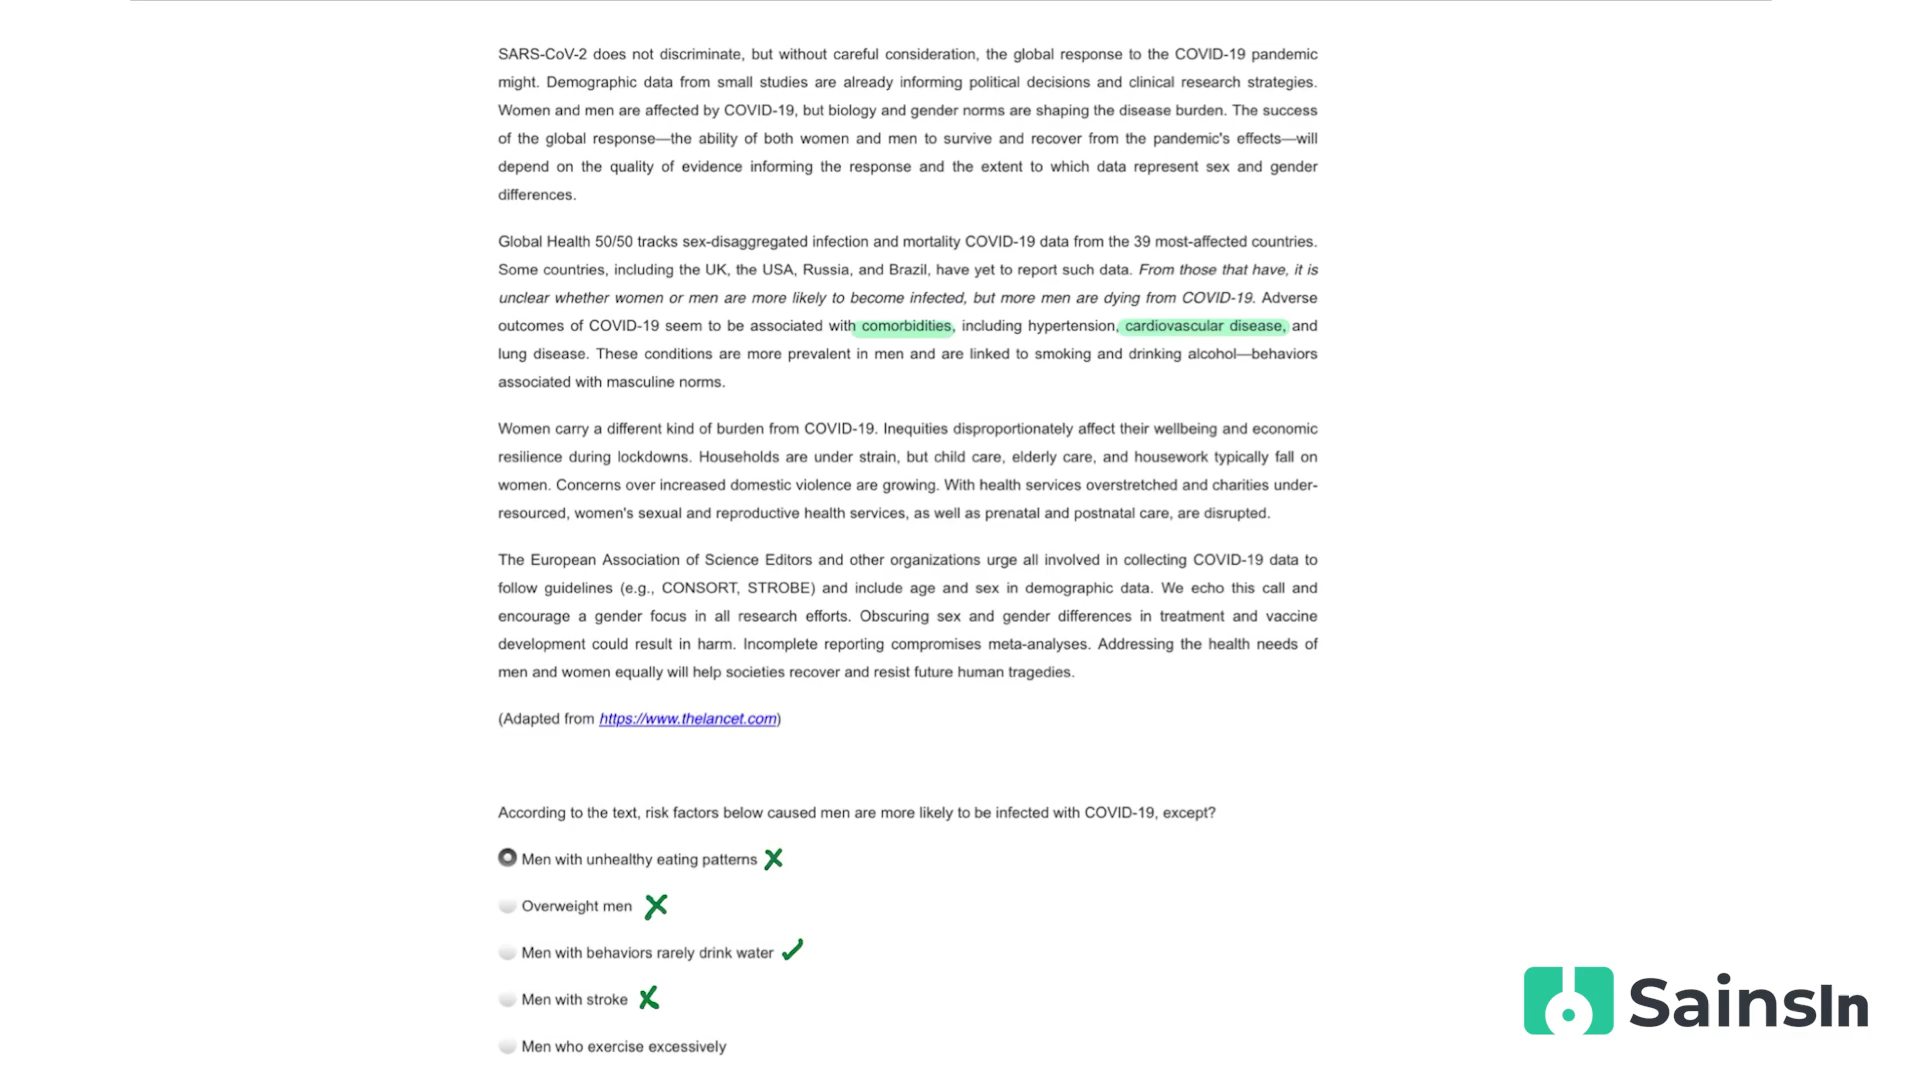 SARS-CoV-2 does not discriminate, but without careful consideration, the global response to the COVID-19 pandemic
might. Demographic data from small studies are already informing political decisions and clinical research strategies.
Women and men are affected by COVID-19, but biology and gender norms are shaping the disease burden. The success
of the global response—the ability of both women and men to survive and recover from the pandemic's effects—will
depend on the quality of evidence informing the response and the extent to which data represent sex and gender
differences.
Global Health 50/50 tracks sex-disaggregated infection and mortality COVID-19 data from the 39 most-affected countries.
Some countries, including the UK, the USA, Russia, and Brazil, have yet to report such data. From those that have, it is
unclear whether women or men are more likely to become infected, but more men are dying from COVID-19. Adverse
outcomes of COVID-19 seem to be associated with comorbidities, including hypertension, cardiovascular disease, and
lung disease. These conditions are more prevalent in men and are linked to smoking and drinking alcohol—behaviors
associated with masculine norms.
Women carry a different kind of burden from COVID-19. Inequities disproportionately affect their wellbeing and economic
resilience during lockdowns. Households are under strain, but child care, elderly care, and housework typically fall on
women. Concerns over increased domestic violence are growing. With health services overstretched and charities under-
resourced, women's sexual and reproductive health services, as well as prenatal and postnatal care, are disrupted.
The European Association of Science Editors and other organizations urge all involved in collecting COVID-19 data to
follow guidelines (e.g., CONSORT, STROBE) and include age and sex in demographic data. We echo this call and
encourage a gender focus in all research efforts. Obscuring sex and gender differences in treatment and vaccine
development could result in harm. Incomplete reporting compromises meta-analyses. Addressing the health needs of
men and women equally will help societies recover and resist future human tragedies.
(Adapted from https://www.thelancet.com)
According to the text, risk factors below caused men are more likely to be infected with COVID-19, except?
Men with unhealthy eating patterns
Overweight men
Men with behaviors rarely drink water
Men with stroke
Men who exercise excessively
SainsIn